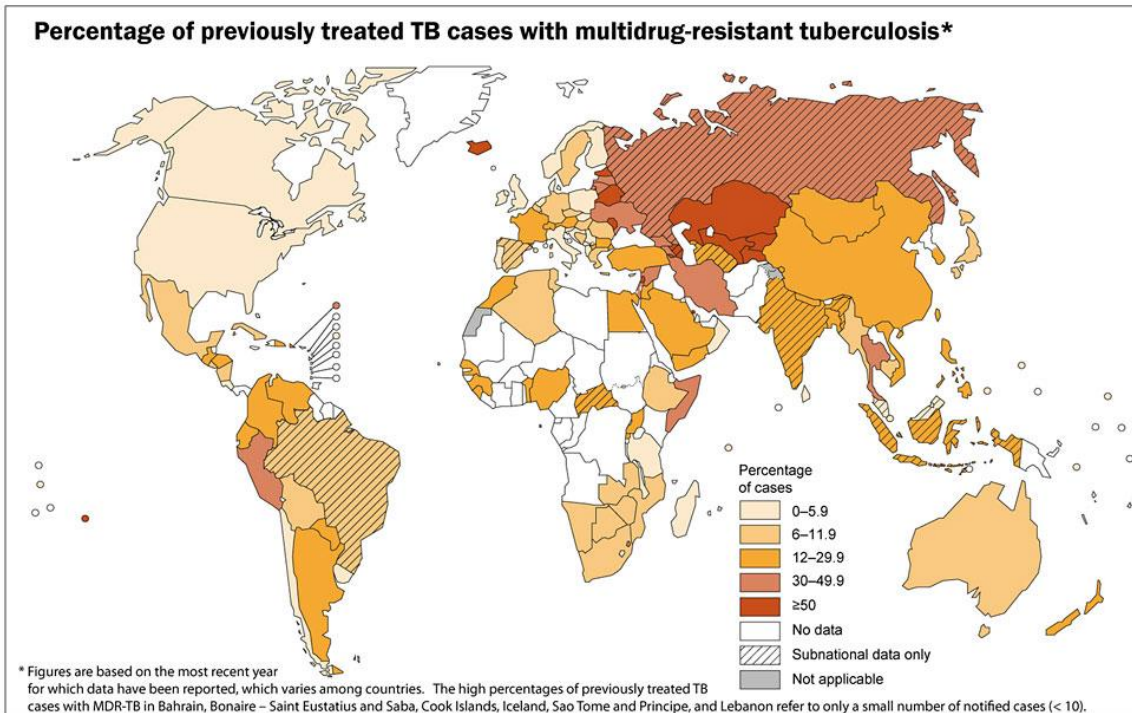 Percentage of previously treated TB cases with multidrug-resistant tuberculosis*
Percentage
of cases
0–5.9
6–11.9
12–29.9
30–49.9
≥50
No data
Subnational data only
Not applicable
* Figures are based on the most recent year
for which data have been reported, which varies among countries. The high percentages of previously treated TB
cases with MDR-TB in Bahrain, Bonaire – Saint Eustatius and Saba, Cook Islands, Iceland, Sao Tome and Principe, and Lebanon refer to only a small number of notified cases (< 10).